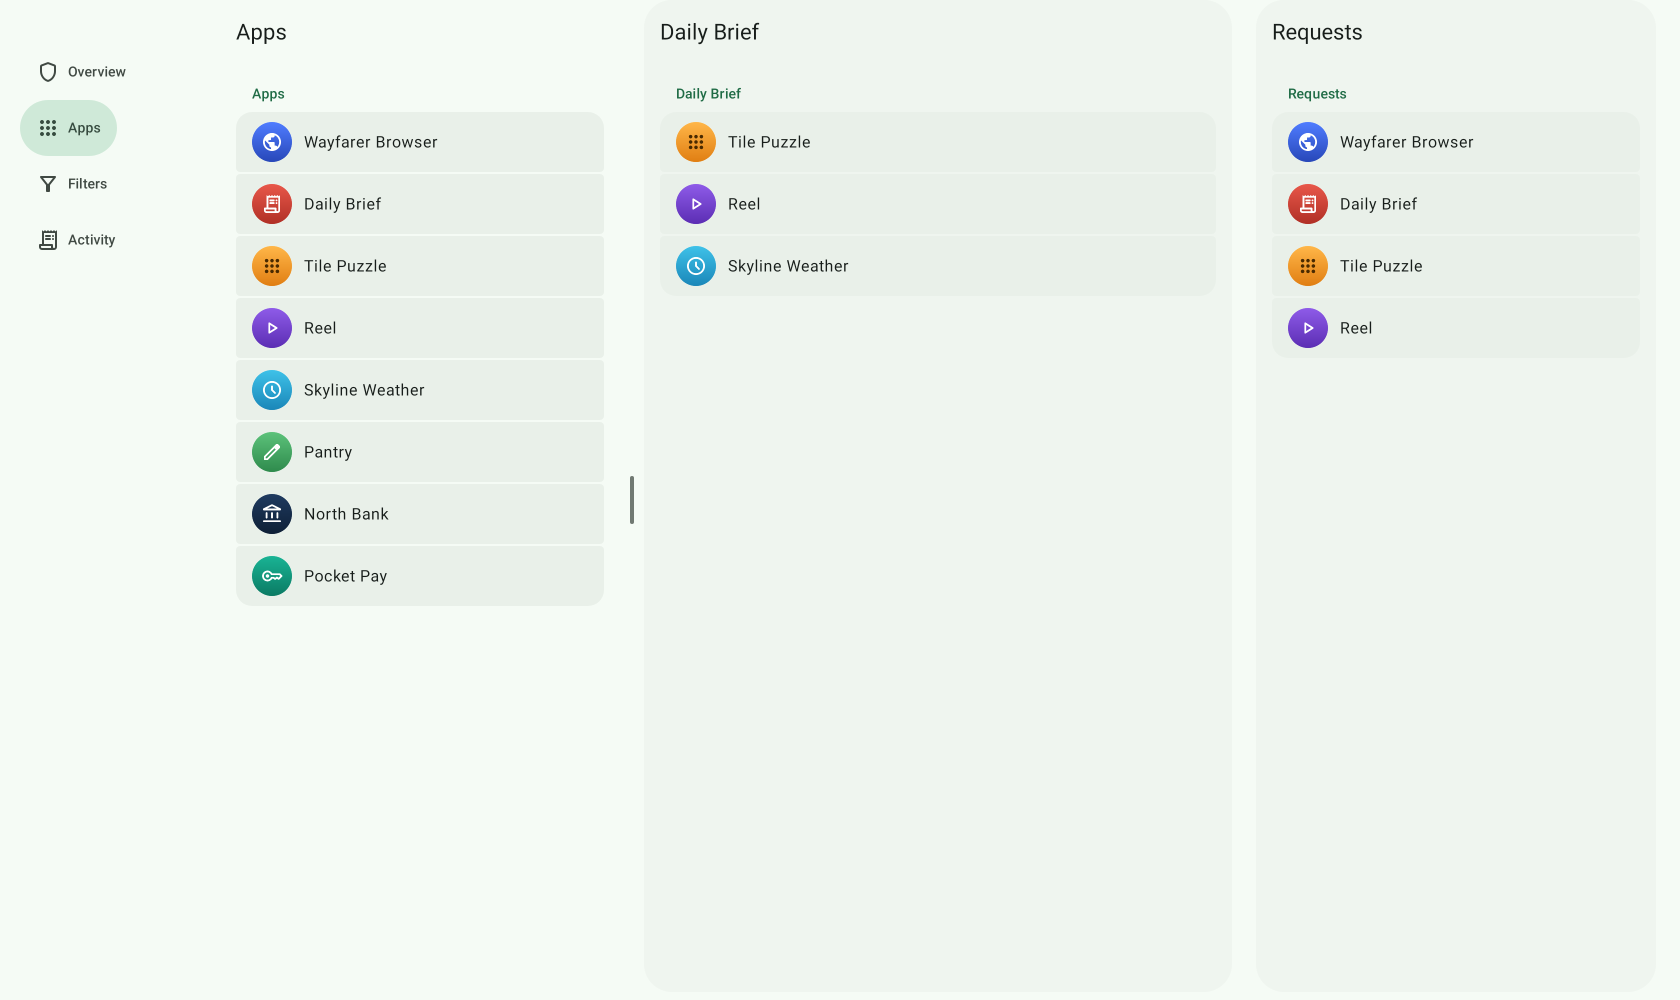 Overview
Apps
Filters
Activity
Apps
Apps
Wayfarer Browser
Daily Brief
Tile Puzzle
Reel
Skyline Weather
Pantry
North Bank
Pocket Pay
Daily Brief
Daily Brief
Tile Puzzle
Reel
Skyline Weather
Requests
Requests
Wayfarer Browser
Daily Brief
Tile Puzzle
Reel